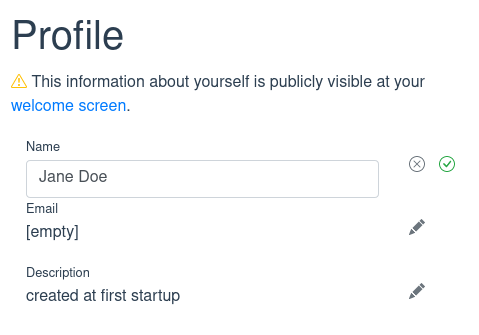 Profile
This information about yourself is publicly visible at your
welcome screen.
Name
Jane Doe
Email
[empty]
Description
created at first startup